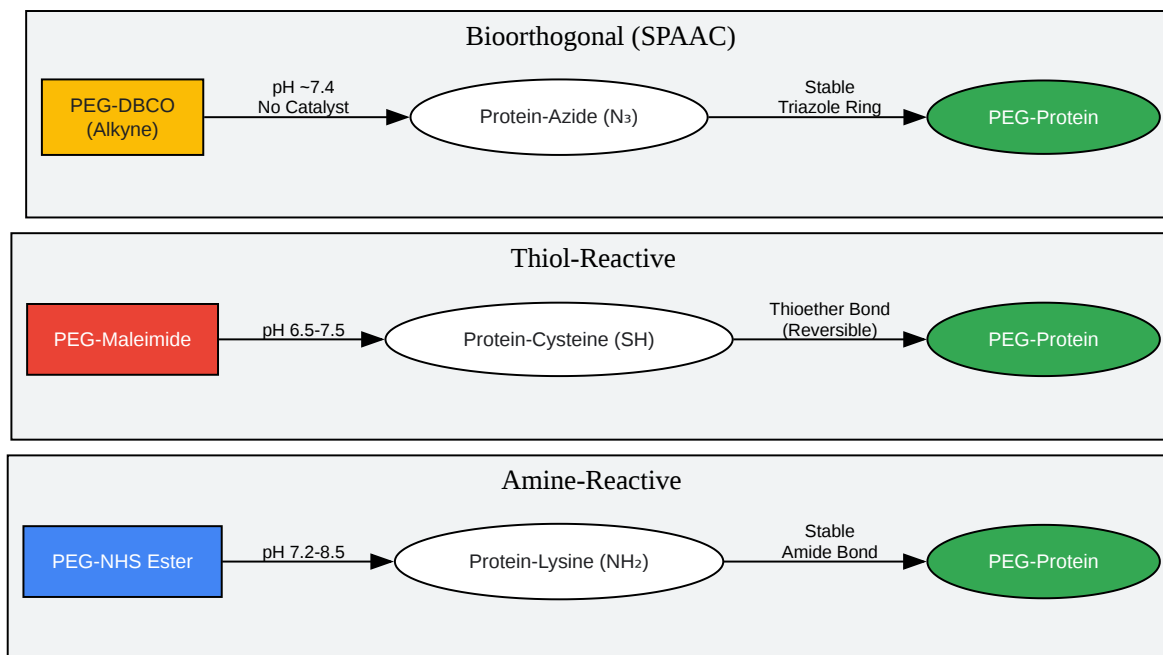 Bioorthogonal (SPAAC)
PEG-DBCO
(Alkyne)
pH ~7.4
No Catalyst
Protein-Azide (N₃)
Stable
Triazole Ring
PEG-Protein
Thiol-Reactive
PEG-Maleimide
pH 6.5-7.5
Protein-Cysteine (SH)
Thioether Bond
(Reversible)
PEG-Protein
Amine-Reactive
PEG-NHS Ester
pH 7.2-8.5
Protein-Lysine (NH₂)
Stable
Amide Bond
PEG-Protein